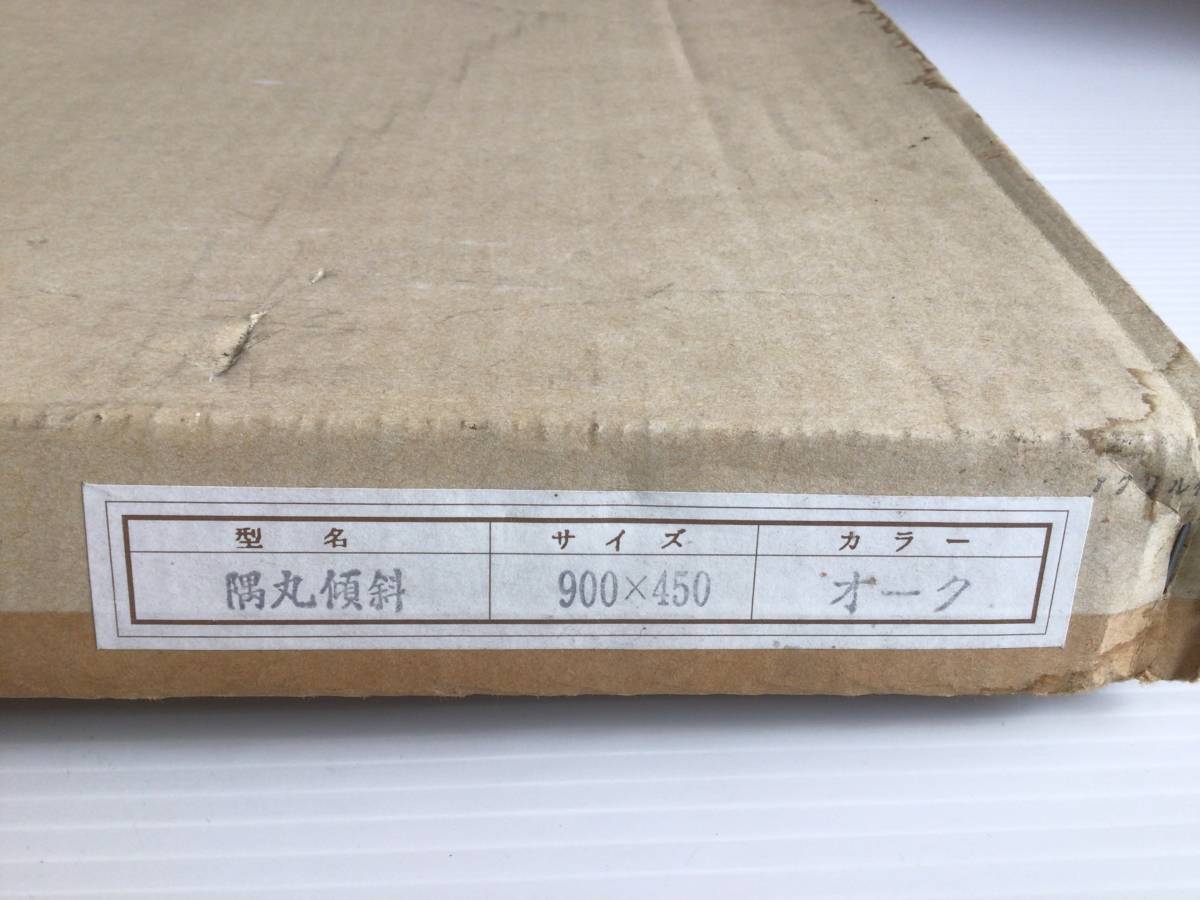 型名 サイズ カラー
隅丸傾斜 900×450 オーク